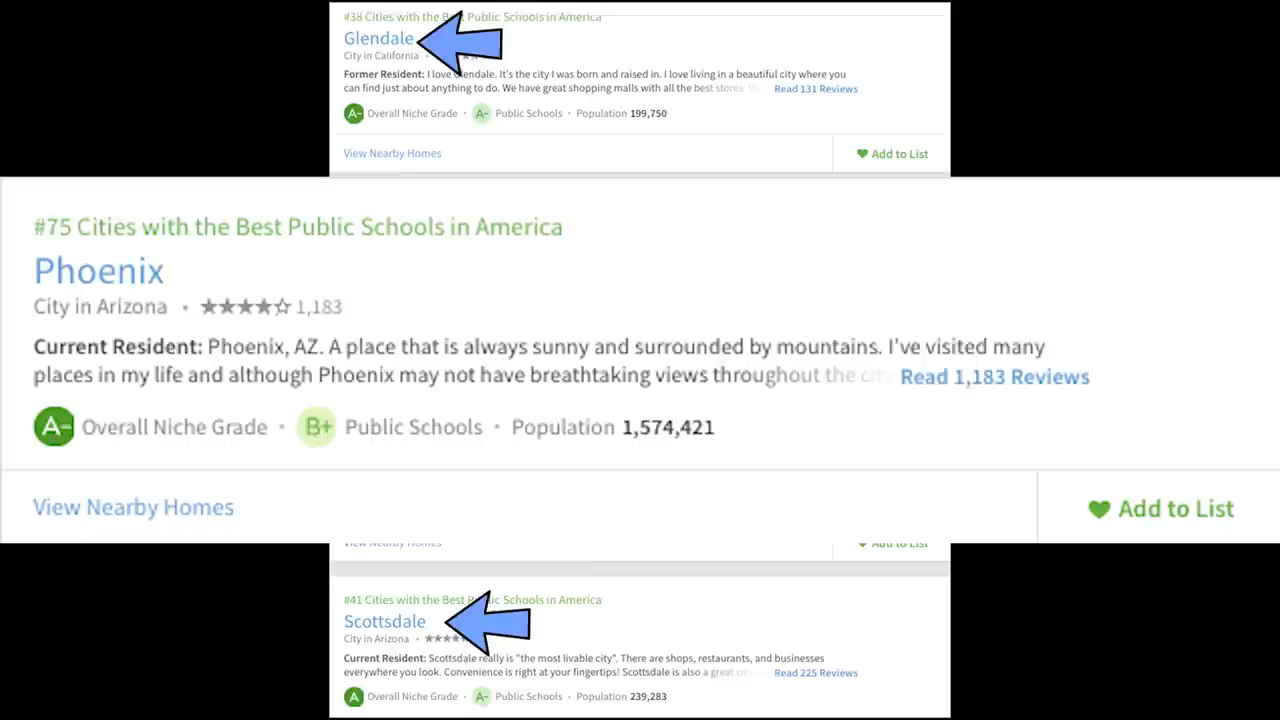 #38 Cities with the Best Public Schools in America
Glendale
City in California •
Former Resident: I love Glendale. It's the city I was born and raised in. I love living in a beautiful city where you
can find just about anything to do. We have great shopping malls with all the best stores. Read 131 Reviews
A- Overall Niche Grade • A- Public Schools • Population 199,750
View Nearby Homes Add to List
#75 Cities with the Best Public Schools in America
Phoenix
City in Arizona • ★★★★☆ 1,183
Current Resident: Phoenix, AZ. A place that is always sunny and surrounded by mountains. I've visited many
places in my life and although Phoenix may not have breathtaking views throughout the city Read 1,183 Reviews
A- Overall Niche Grade • B+ Public Schools • Population 1,574,421
View Nearby Homes Add to List
View Nearby Homes Add to List
#41 Cities with the Best Public Schools in America
Scottsdale
City in Arizona • ★★★★
Current Resident: Scottsdale really is "the most livable city". There are shops, restaurants, and businesses
everywhere you look. Convenience is right at your fingertips! Scottsdale is also a great Read 225 Reviews
A Overall Niche Grade • A- Public Schools • Population 239,283